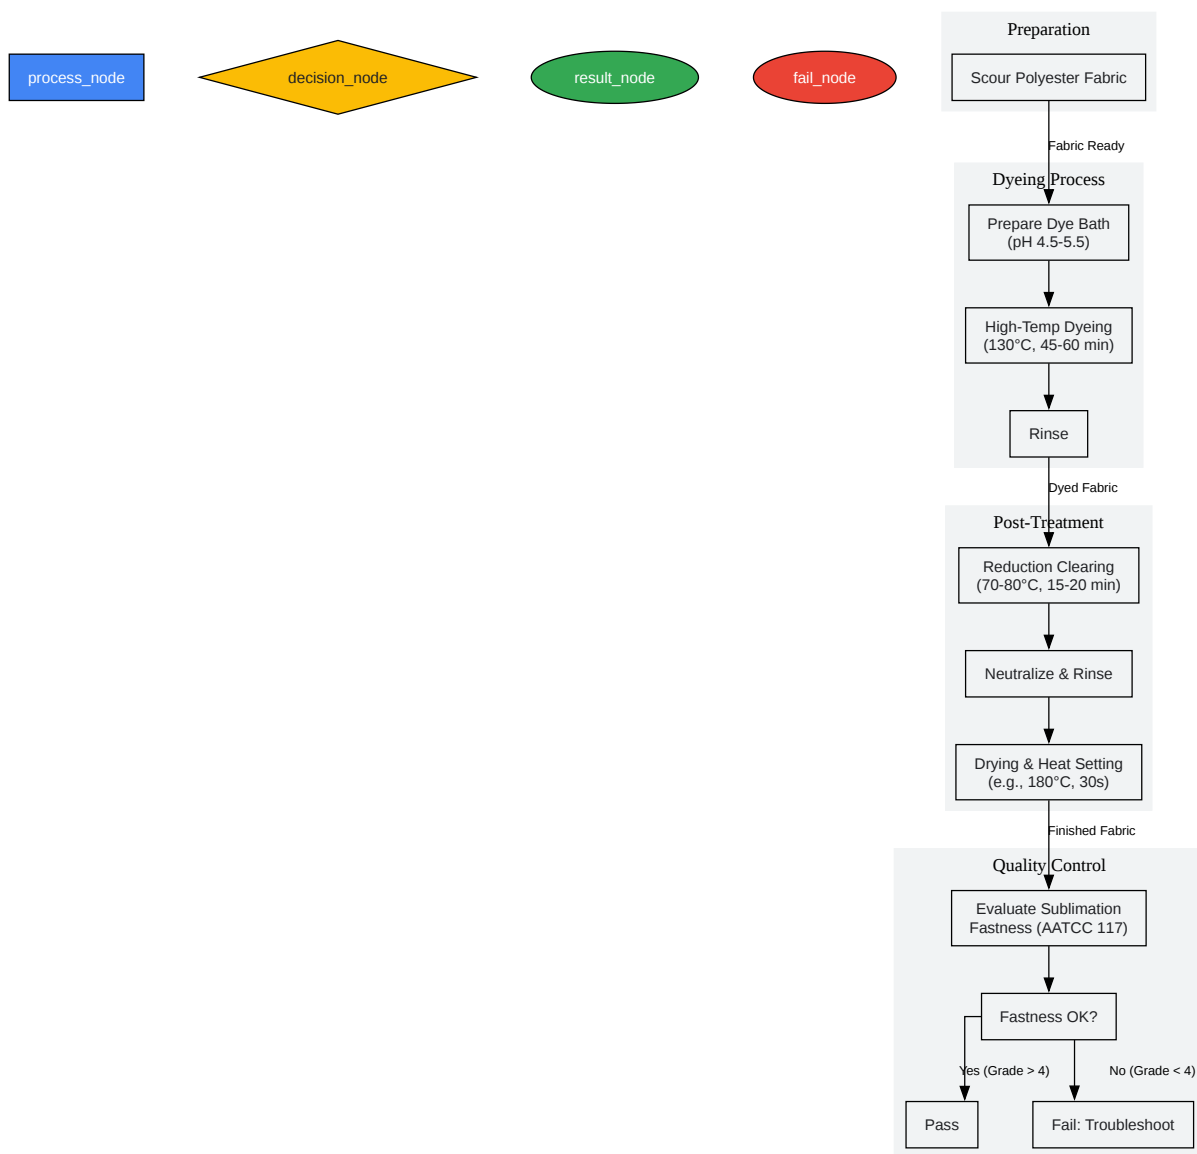 process_node
decision_node
result_node
fail_node
Preparation
Scour Polyester Fabric
Fabric Ready
Dyeing Process
Prepare Dye Bath
(pH 4.5-5.5)
High-Temp Dyeing
(130°C, 45-60 min)
Rinse
Dyed Fabric
Post-Treatment
Reduction Clearing
(70-80°C, 15-20 min)
Neutralize & Rinse
Drying & Heat Setting
(e.g., 180°C, 30s)
Finished Fabric
Quality Control
Evaluate Sublimation
Fastness (AATCC 117)
Fastness OK?
Yes (Grade > 4)
No (Grade < 4)
Pass
Fail: Troubleshoot